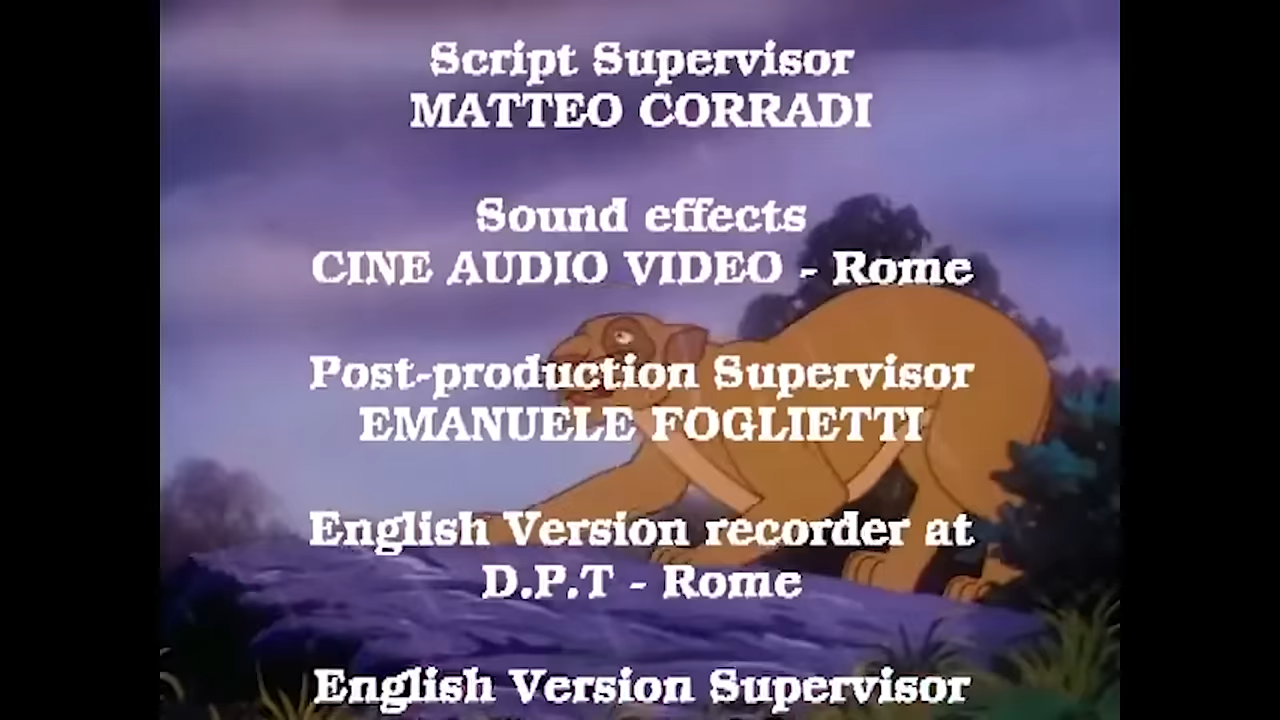 Script Supervisor
MATTEO CORRADI
Sound effects
CINE AUDIO VIDEO - Rome
Post-production Supervisor
EMANUELE FOGLIETTI
English Version recorder at
D.P.T - Rome
English Version Supervisor